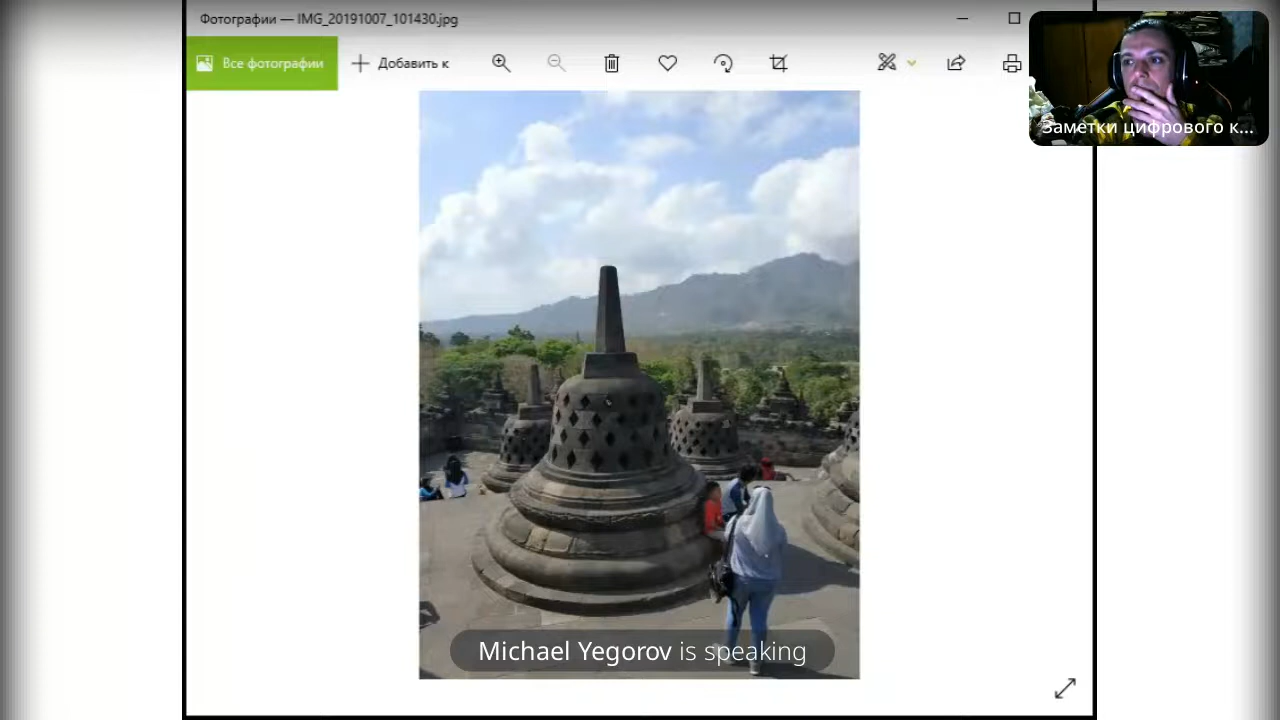 Фотографии — IMG_20191007_101430.jpg
Все фотографии
Добавить к
Заметки цифрового к...
Michael Yegorov is speaking